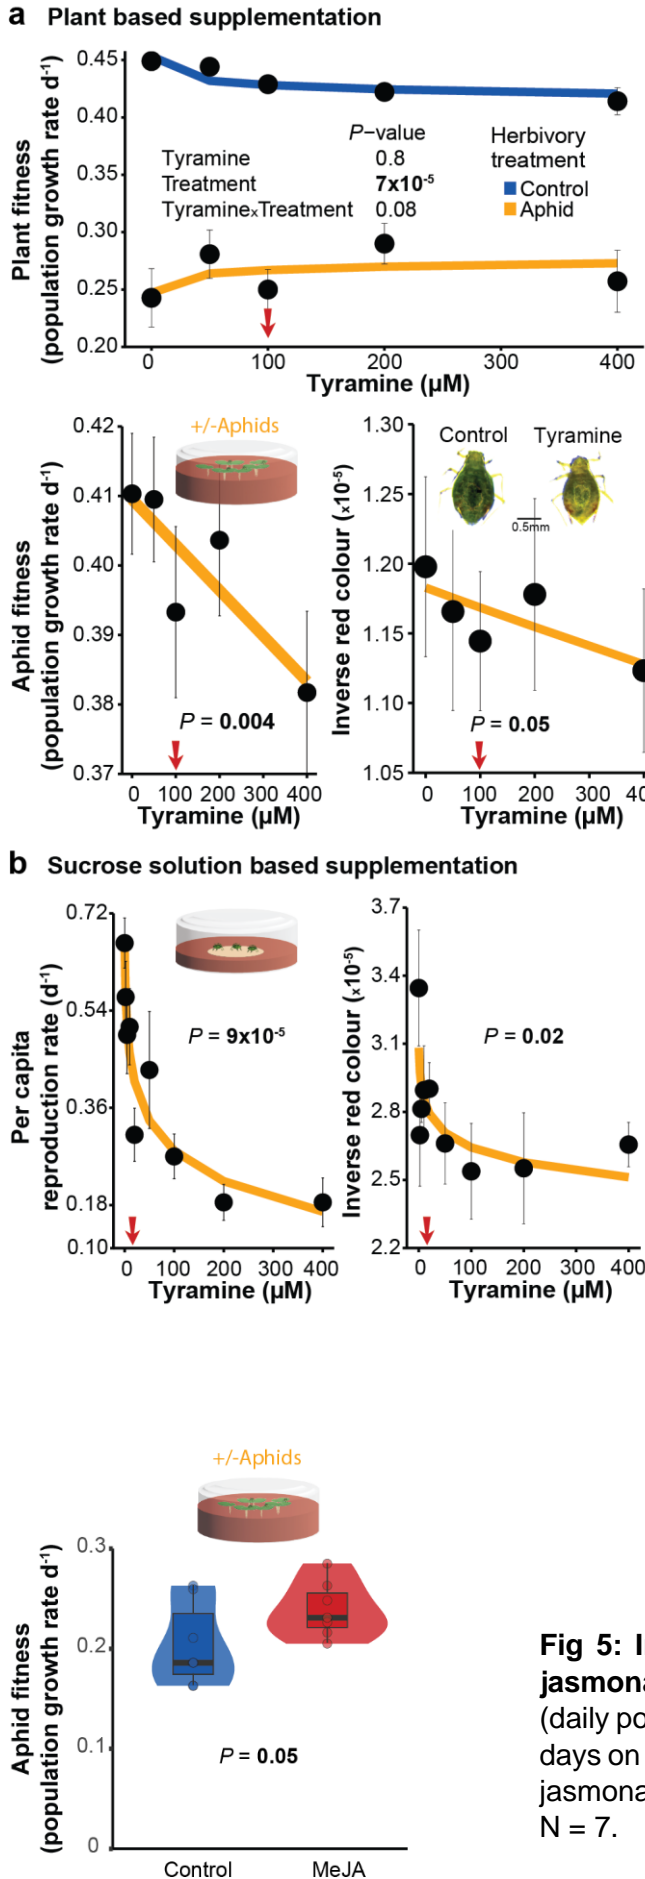 a Plant based supplementation
Plant fitness
(population growth rate d-1)
0.45
0.40
0.35
0.30
0.25
0.20
P-value
Tyramine 0.8
Treatment 7x10-5
TyraminexTreatment 0.08
Herbivory
treatment
Control
Aphid
0 100 200 300 400
Tyramine (µM)
Aphid fitness
(population growth rate d-1)
0.42
0.41
0.40
0.39
0.38
0.37
+/-Aphids
P = 0.004
0 100 200 300 400
Tyramine (µM)
Inverse red colour (x10-5)
1.30
1.25
1.20
1.15
1.10
1.05
Control Tyramine
0.5mm
P = 0.05
0 100 200 300 40
Tyramine (µM)
b Sucrose solution based supplementation
Per capita
reproduction rate (d-1)
0.72
0.54
0.36
0.18
0.10
P = 9x10-5
0 100 200 300 400
Tyramine (µM)
Inverse red colour (x10-5)
3.7
3.4
3.1
2.8
2.5
2.2
P = 0.02
0 100 200 300 400
Tyramine (µM)
+/-Aphids
Aphid fitness
(population growth rate d-1)
0.3
0.2
0.1
0
P = 0.05
Control MeJA
Fig 5: I
jasmona
(daily po
days on
jasmona
N = 7.